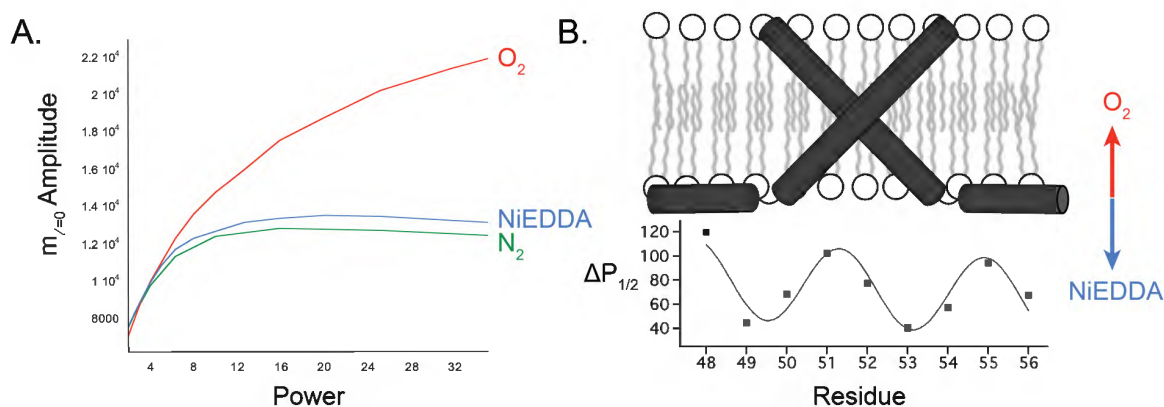 A.
2.2 10⁴
2 10⁴
1.8 10⁴
1.6 10⁴
1.4 10⁴
1.2 10⁴
1 10⁴
8000
m_I=0 Amplitude
4 8 12 16 20 24 28 32
Power
O₂
NiEDDA
N₂
B.
O₂
NiEDDA
120
100
80
60
40
ΔP₁/₂
48 49 50 51 52 53 54 55 56
Residue